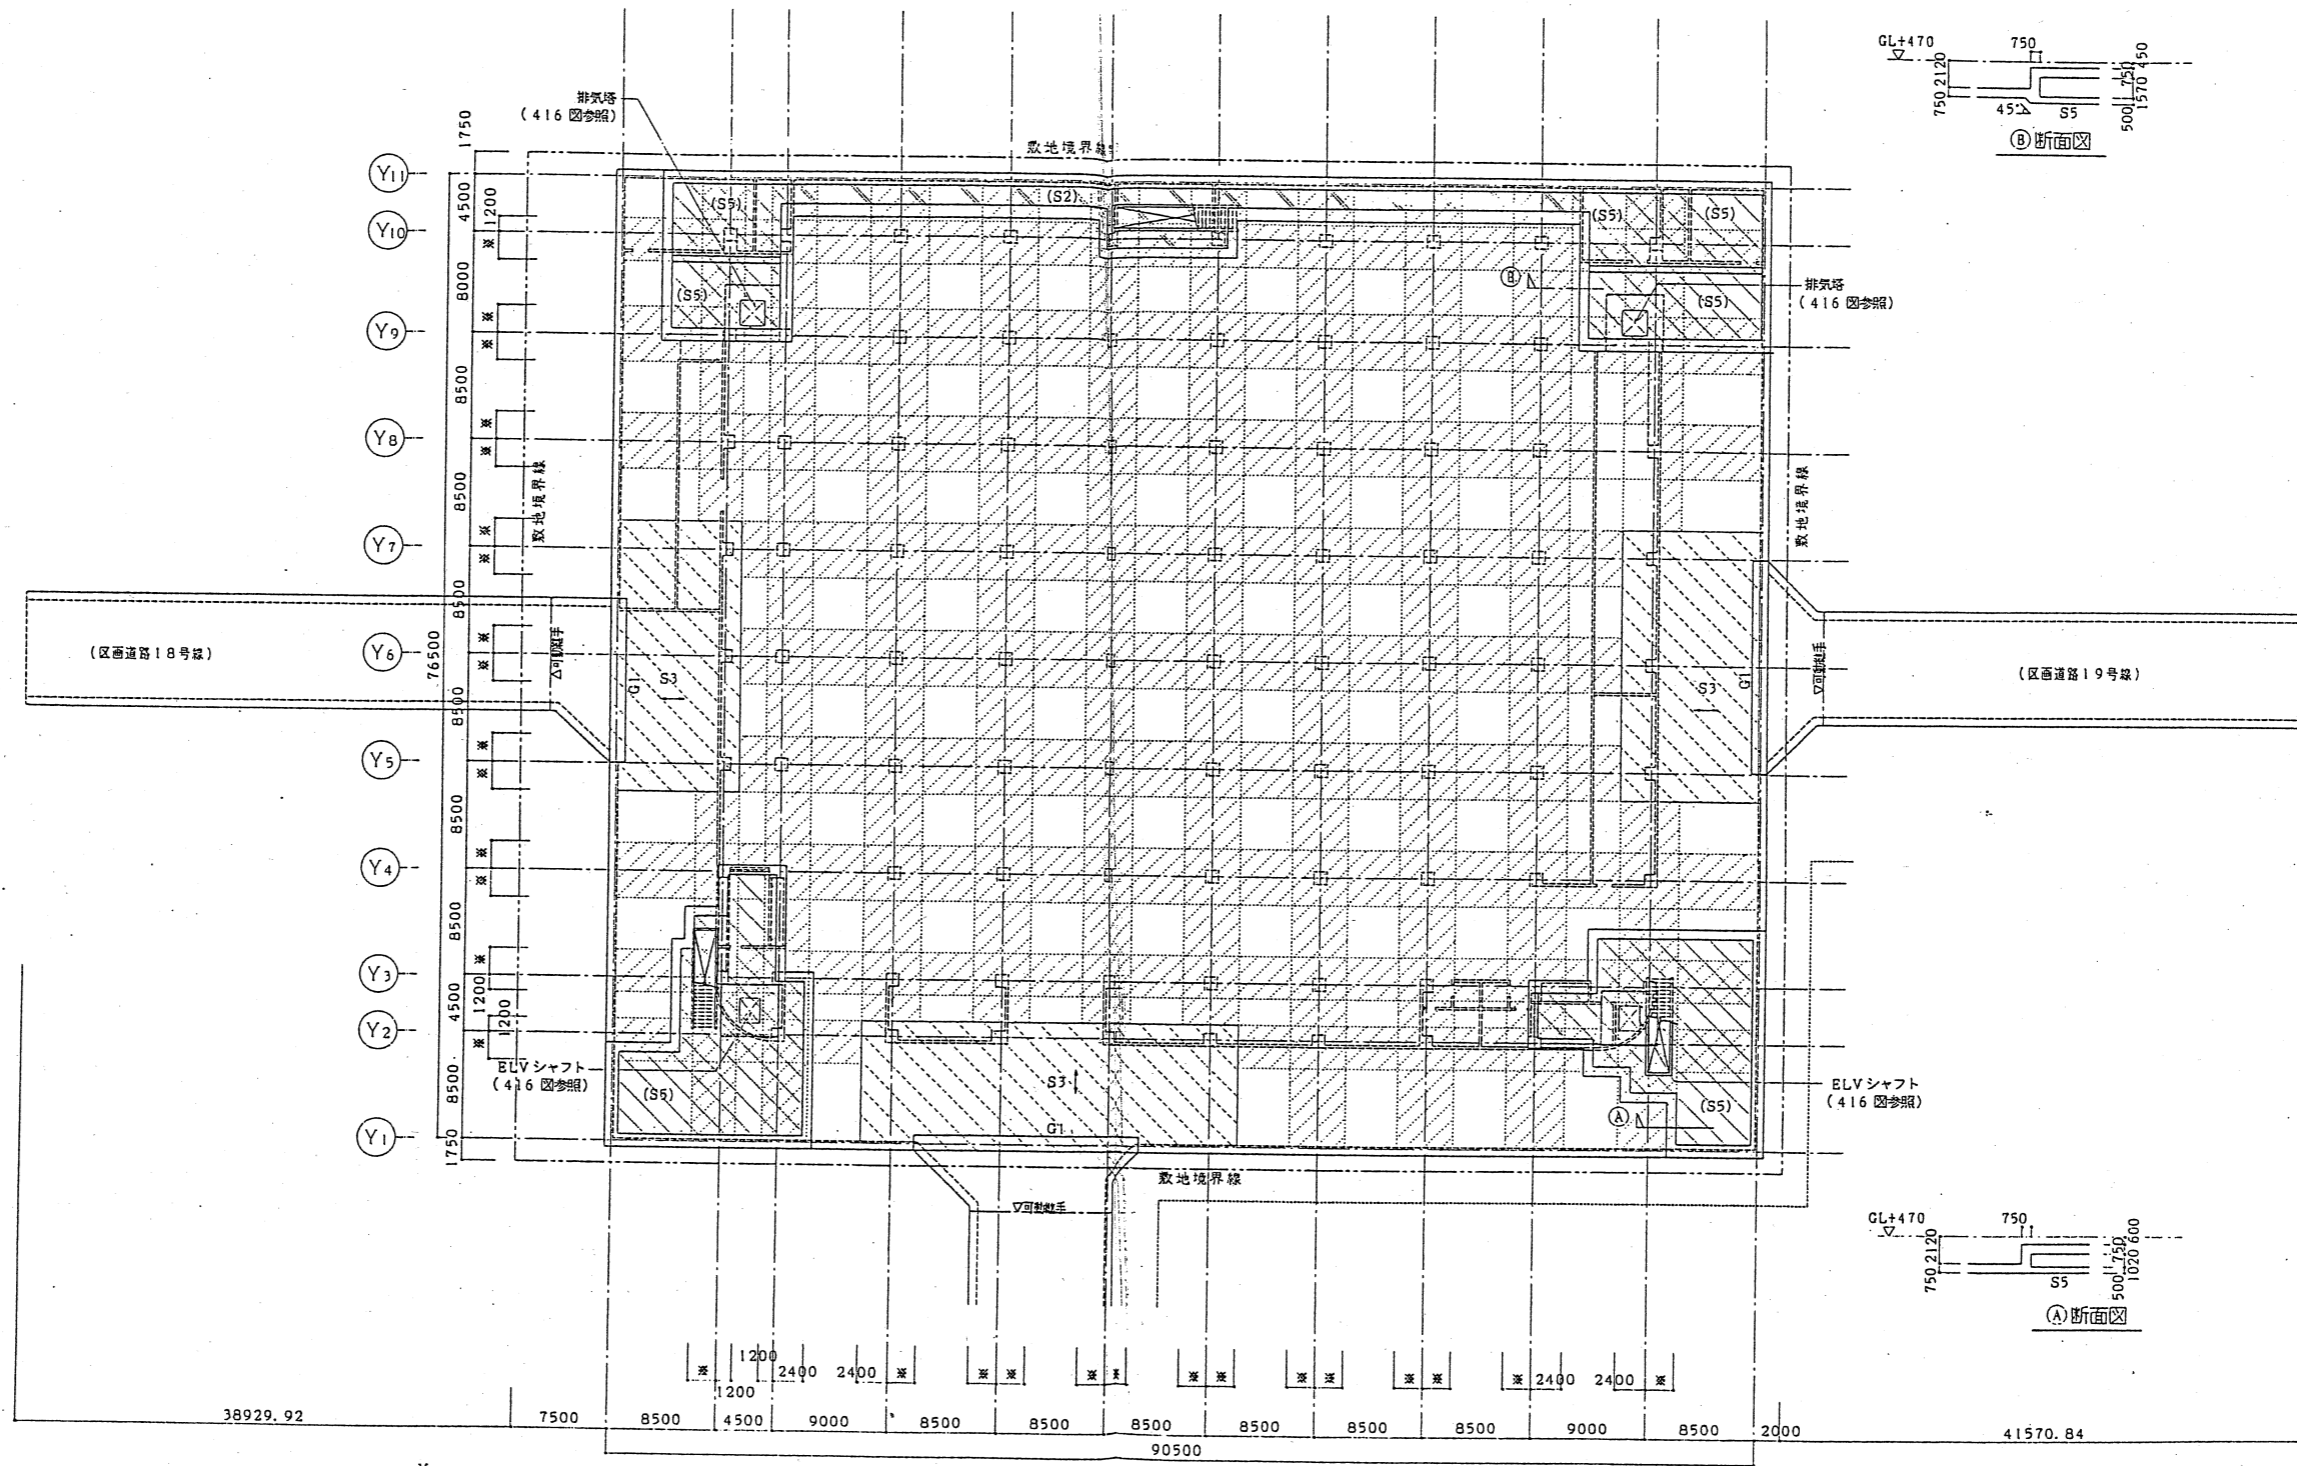 GL+470
750
750 2120
450
750
1570
500
45°
S5
Ⓑ断面図
排気塔
(416 図参照)
敷地境界線
1750
Y11
4500
1200
(S5)
(S2)
(S5)
(S5)
Y10
※
8000
(S5)
Ⓑ
(S5)
排気塔
(416 図参照)
※
Y9
※
8500
※
Y8
※
敷地境界線
敷地境界線
8500
※
Y7
※
8500
76500
(区画道路18号線)
▽可動継手
※
Y6
※
G1
S3
S3
G1
▽可動継手
(区画道路19号線)
8500
※
Y5
※
8500
※
Y4
※
8500
※
Y3
1200
4500
1200
Y2
※
ELVシャフト
(416 図参照)
8500
(S5)
S3
G1
Ⓐ
(S5)
ELVシャフト
(416 図参照)
Y1
1750
敷地境界線
▽可動継手
GL+470
750
750 2120
600
750
1020
500
S5
Ⓐ断面図
※ 1200 2400 2400 ※ ※ ※ ※ ※ ※ ※ ※ ※ ※ ※ ※ 2400 2400 ※
1200
38929.92 7500 8500 4500 9000 8500 8500 8500 8500 8500 8500 9000 8500 2000 41570.84
90500